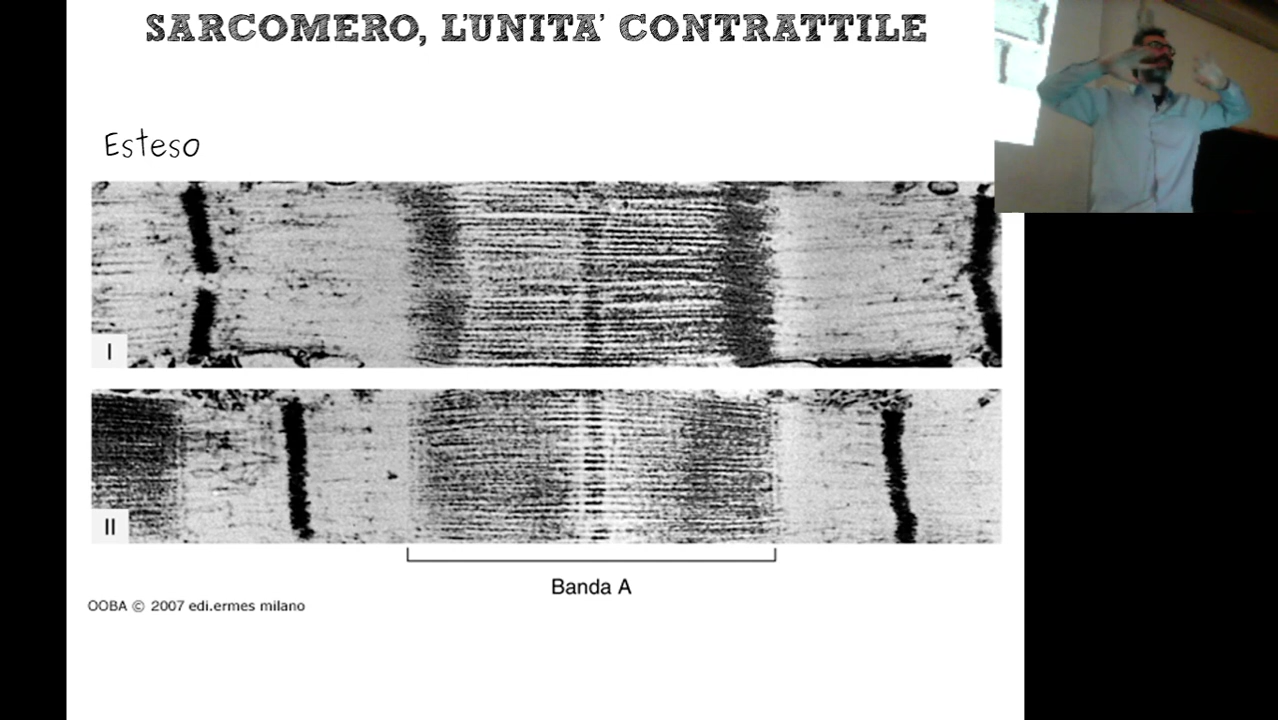 SARCOMERO, L'UNITA' CONTRATTILE
Esteso
I
II
Banda A
OOBA © 2007 edi.ermes milano